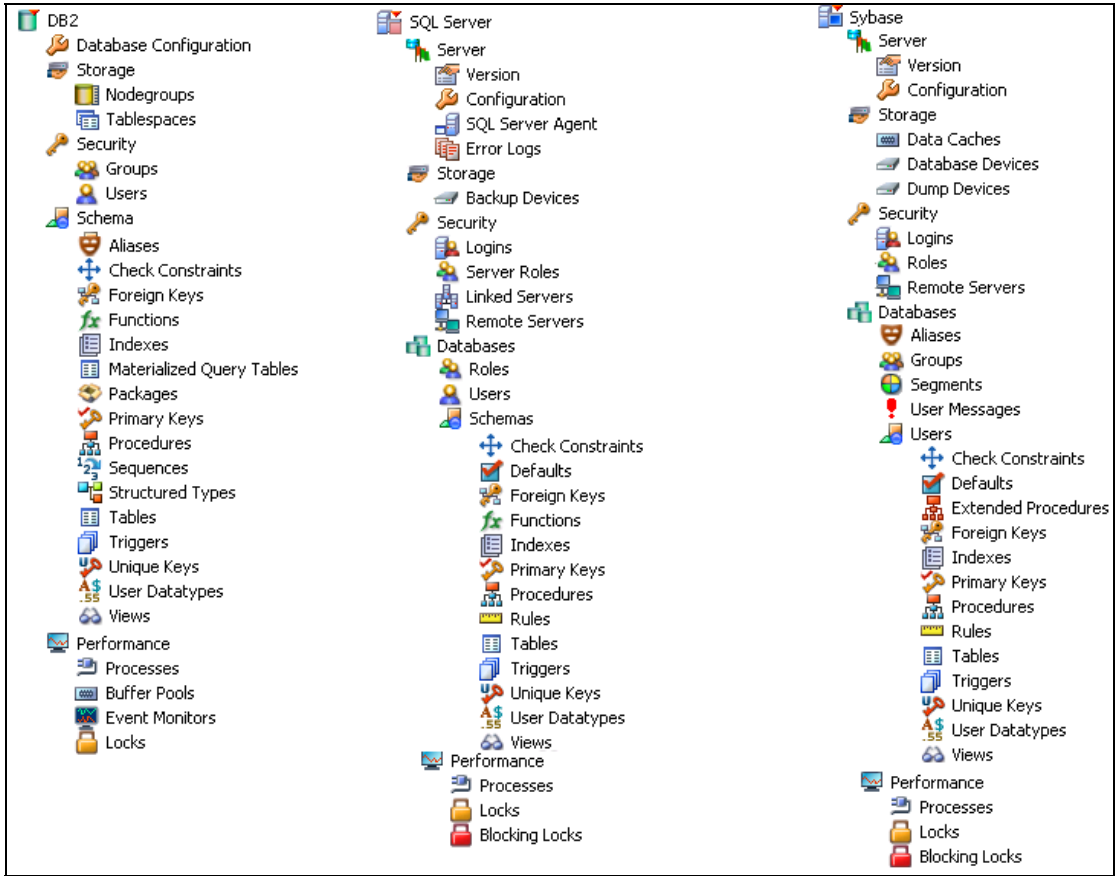 DB2
Database Configuration
Storage
Nodegroups
Tablespaces
Security
Groups
Users
Schema
Aliases
Check Constraints
Foreign Keys
Functions
Indexes
Materialized Query Tables
Packages
Primary Keys
Procedures
Sequences
Structured Types
Tables
Triggers
Unique Keys
User Datatypes
Views
Performance
Processes
Buffer Pools
Event Monitors
Locks
SQL Server
Server
Version
Configuration
SQL Server Agent
Error Logs
Storage
Backup Devices
Security
Logins
Server Roles
Linked Servers
Remote Servers
Databases
Roles
Users
Schemas
Check Constraints
Defaults
Foreign Keys
Functions
Indexes
Primary Keys
Procedures
Rules
Tables
Triggers
Unique Keys
User Datatypes
Views
Performance
Processes
Locks
Blocking Locks
Sybase
Server
Version
Configuration
Storage
Data Caches
Database Devices
Dump Devices
Security
Logins
Roles
Remote Servers
Databases
Aliases
Groups
Segments
User Messages
Users
Check Constraints
Defaults
Extended Procedures
Foreign Keys
Indexes
Primary Keys
Procedures
Rules
Tables
Triggers
Unique Keys
User Datatypes
Views
Performance
Processes
Locks
Blocking Locks